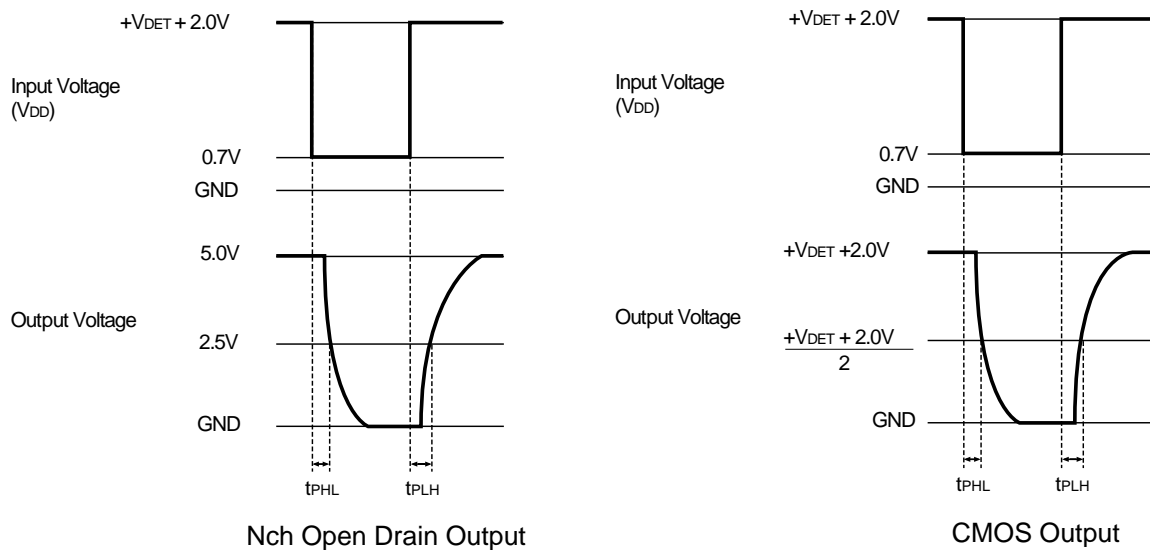 +VDET + 2.0V
Input Voltage
(VDD)
0.7V
GND
5.0V
Output Voltage
2.5V
GND
tPHL
tPLH
Nch Open Drain Output
+VDET + 2.0V
Input Voltage
(VDD)
0.7V
GND
+VDET +2.0V
Output Voltage
+VDET + 2.0V
2
GND
tPHL
tPLH
CMOS Output